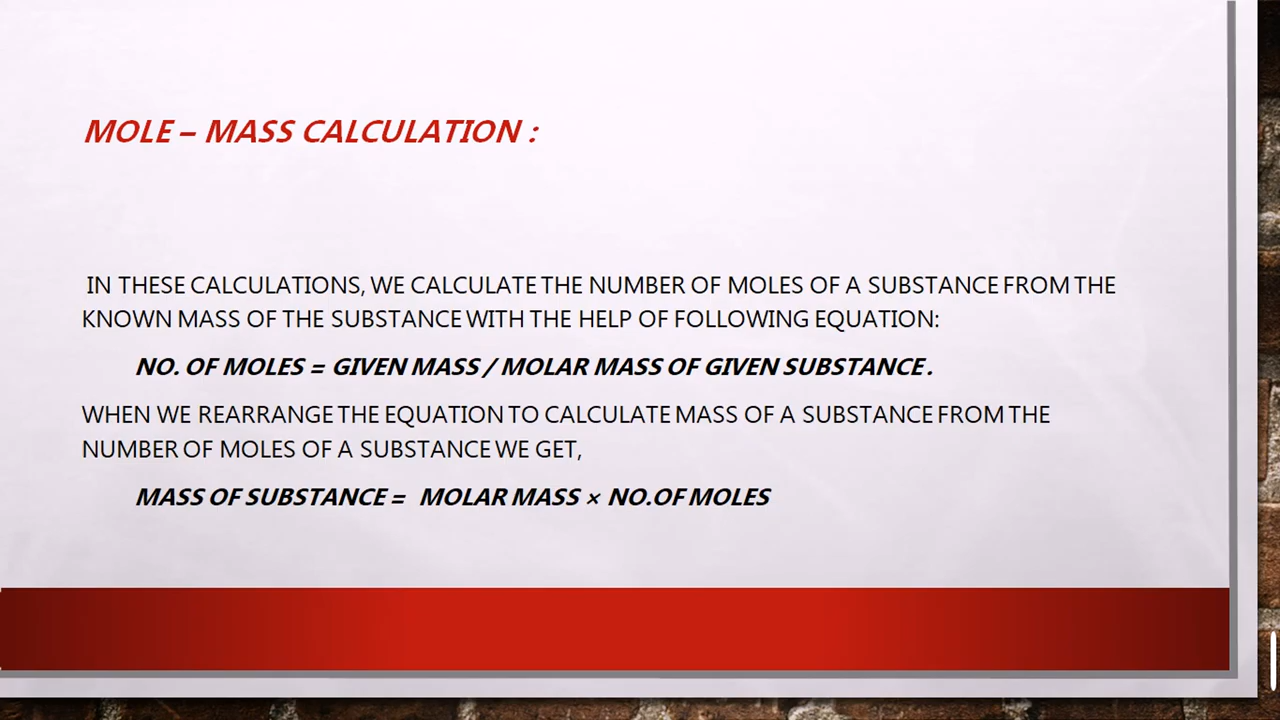 MOLE – MASS CALCULATION :
IN THESE CALCULATIONS, WE CALCULATE THE NUMBER OF MOLES OF A SUBSTANCE FROM THE
KNOWN MASS OF THE SUBSTANCE WITH THE HELP OF FOLLOWING EQUATION:
NO. OF MOLES = GIVEN MASS / MOLAR MASS OF GIVEN SUBSTANCE .
WHEN WE REARRANGE THE EQUATION TO CALCULATE MASS OF A SUBSTANCE FROM THE
NUMBER OF MOLES OF A SUBSTANCE WE GET,
MASS OF SUBSTANCE = MOLAR MASS × NO.OF MOLES